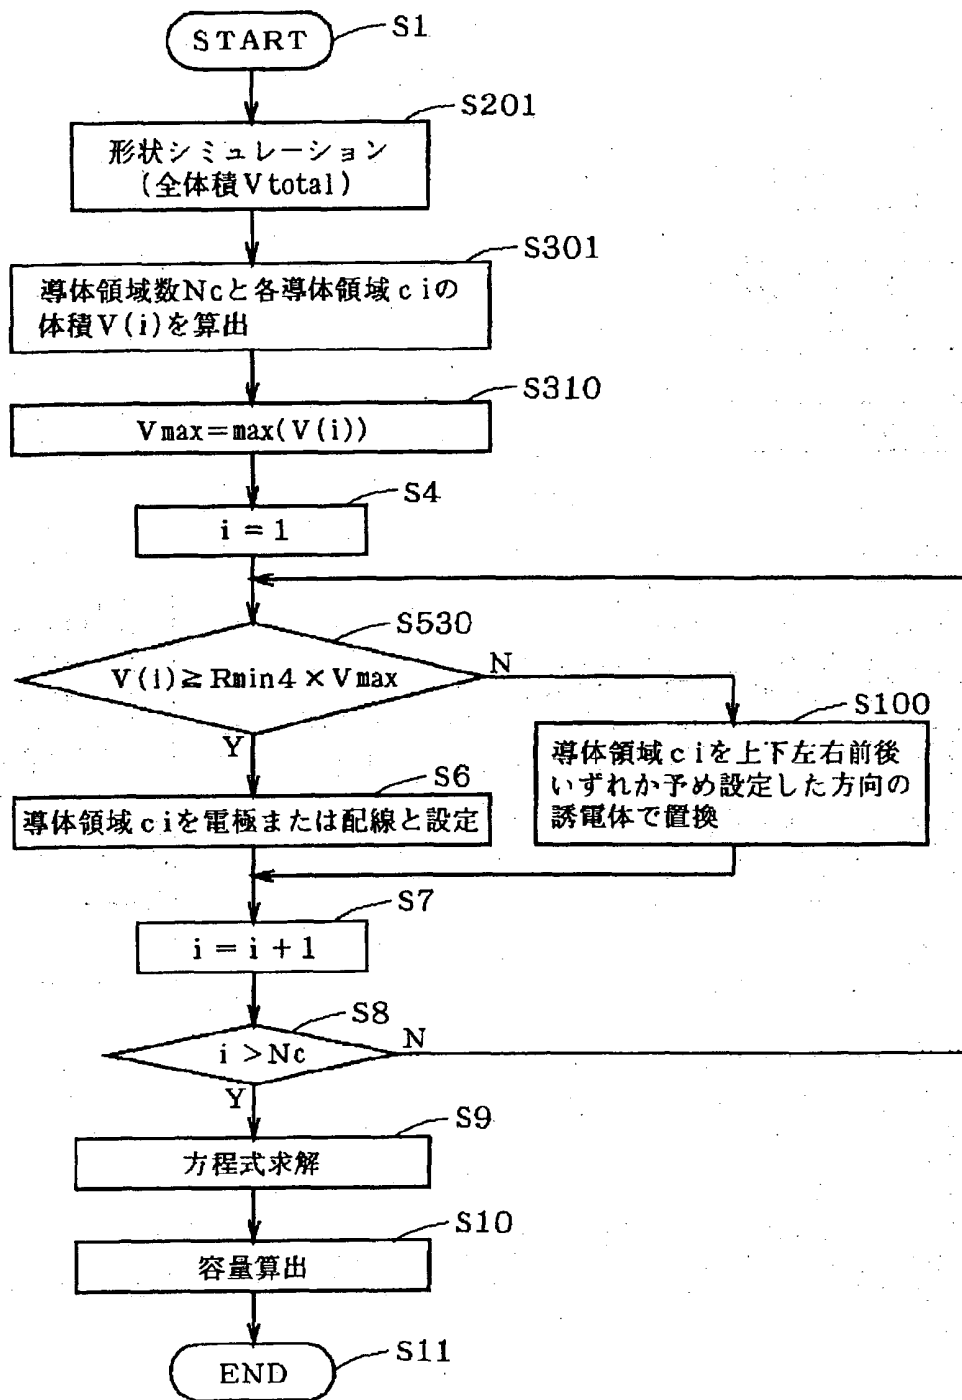 START
S1
S201
形状シミュレーション
(全体積Vtotal)
S301
導体領域数Ncと各導体領域ciの
体積V(i)を算出
S310
Vmax=max(V(i))
S4
i=1
S530
V(i)≧Rmin4×Vmax
N
Y
S100
導体領域ciを上下左右前後
いずれか予め設定した方向の
誘電体で置換
S6
導体領域ciを電極または配線と設定
S7
i=i+1
S8
i>Nc
N
Y
S9
方程式求解
S10
容量算出
END
S11